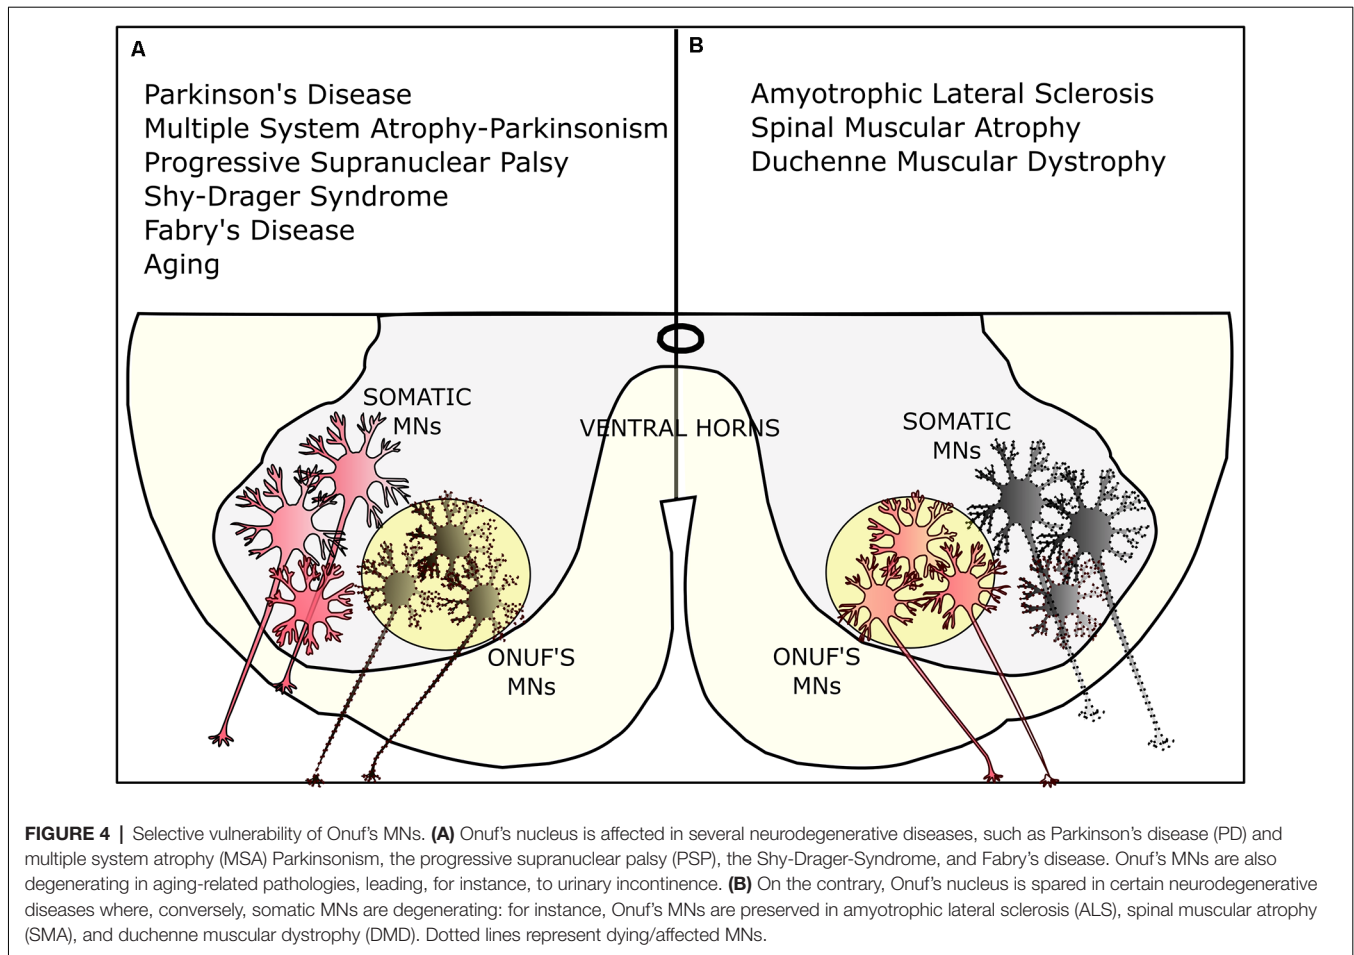 A
Parkinson's Disease
Multiple System Atrophy-Parkinsonism
Progressive Supranuclear Palsy
Shy-Drager Syndrome
Fabry's Disease
Aging
B
Amyotrophic Lateral Sclerosis
Spinal Muscular Atrophy
Duchenne Muscular Dystrophy
SOMATIC
MNs
VENTRAL HORNS
SOMATIC
MNs
ONUF'S
MNs
ONUF'S
MNs
FIGURE 4 | Selective vulnerability of Onuf's MNs. (A) Onuf's nucleus is affected in several neurodegenerative diseases, such as Parkinson's disease (PD) and
multiple system atrophy (MSA) Parkinsonism, the progressive supranuclear palsy (PSP), the Shy-Drager-Syndrome, and Fabry's disease. Onuf's MNs are also
degenerating in aging-related pathologies, leading, for instance, to urinary incontinence. (B) On the contrary, Onuf's nucleus is spared in certain neurodegenerative
diseases where, conversely, somatic MNs are degenerating: for instance, Onuf's MNs are preserved in amyotrophic lateral sclerosis (ALS), spinal muscular atrophy
(SMA), and duchenne muscular dystrophy (DMD). Dotted lines represent dying/affected MNs.